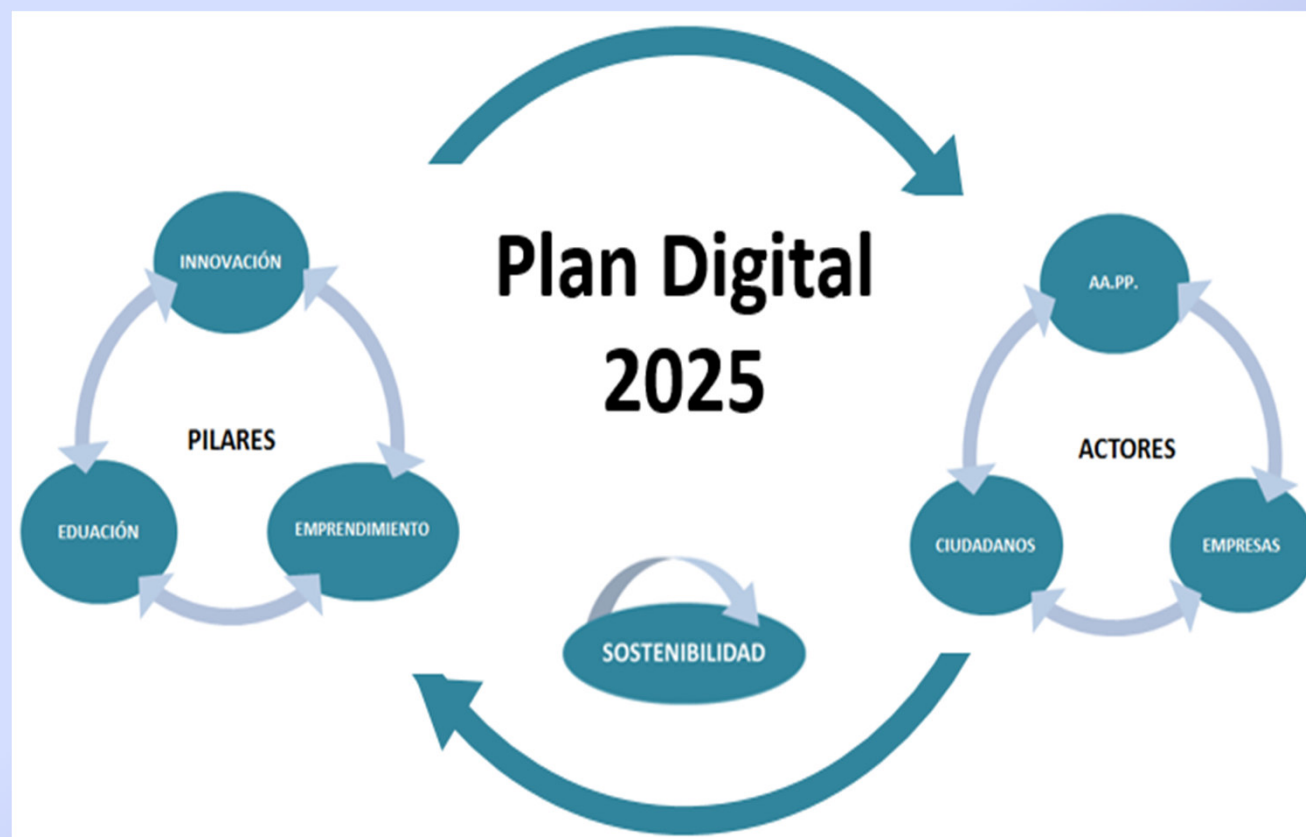 Plan Digital
2025
INNOVACIÓN
PILARES
EDUACIÓN
EMPRENDIMIENTO
AA.PP.
ACTORES
CIUDADANOS
EMPRESAS
SOSTENIBILIDAD